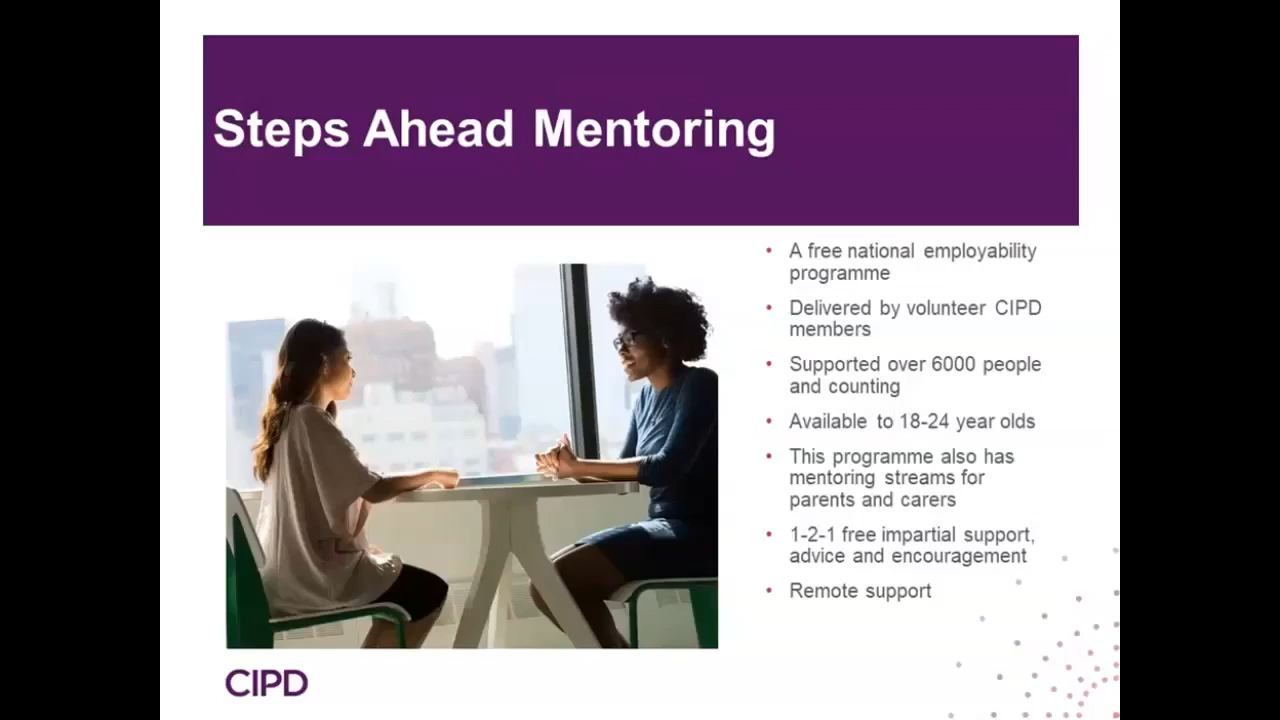 Steps Ahead Mentoring
• A free national employability
programme
• Delivered by volunteer CIPD
members
• Supported over 6000 people
and counting
• Available to 18-24 year olds
• This programme also has
mentoring streams for
parents and carers
• 1-2-1 free impartial support,
advice and encouragement
• Remote support
CIPD